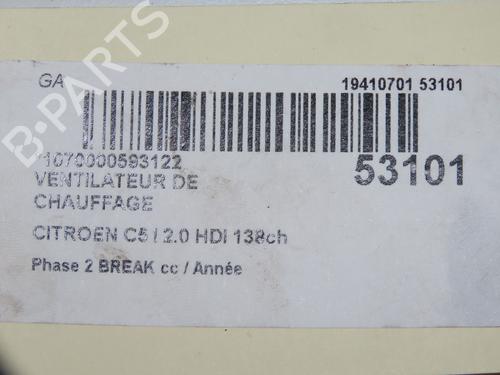 GA
19410701 53101
*1070000593122
53101
VENTILATEUR DE
CHAUFFAGE
CITROEN C5 I 2.0 HDI 138ch
Phase 2 BREAK cc / Année
B-PARTS